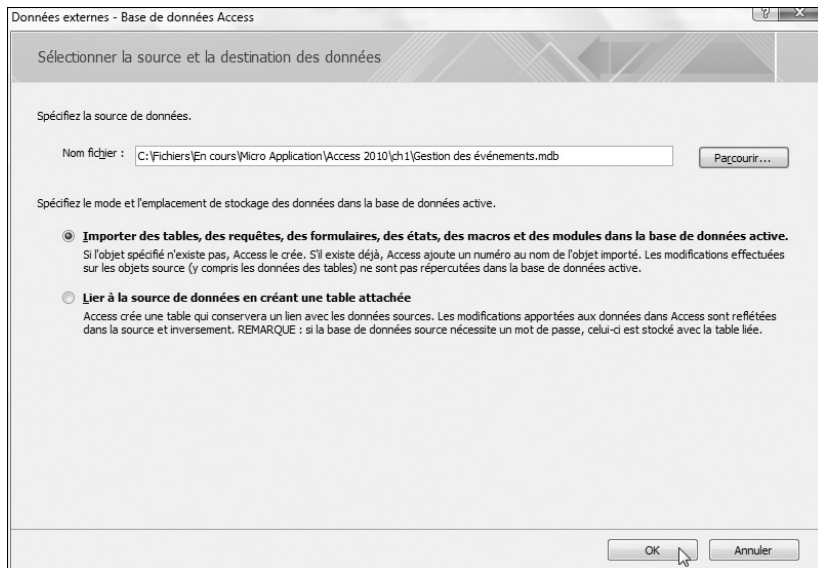 Données externes - Base de données Access
Sélectionner la source et la destination des données
Spécifiez la source de données.
Nom fichier : C:\Fichiers\En cours\Micro Application\Access 2010\ch1\Gestion des événements.mdb Parcourir...
Spécifiez le mode et l'emplacement de stockage des données dans la base de données active.
Importer des tables, des requêtes, des formulaires, des états, des macros et des modules dans la base de données active.
Si l'objet spécifié n'existe pas, Access le crée. S'il existe déjà, Access ajoute un numéro au nom de l'objet importé. Les modifications effectuées
sur les objets source (y compris les données des tables) ne sont pas répercutées dans la base de données active.
Lier à la source de données en créant une table attachée
Access crée une table qui conservera un lien avec les données sources. Les modifications apportées aux données dans Access sont reflétées
dans la source et inversement. REMARQUE : si la base de données source nécessite un mot de passe, celui-ci est stocké avec la table liée.
OK Annuler